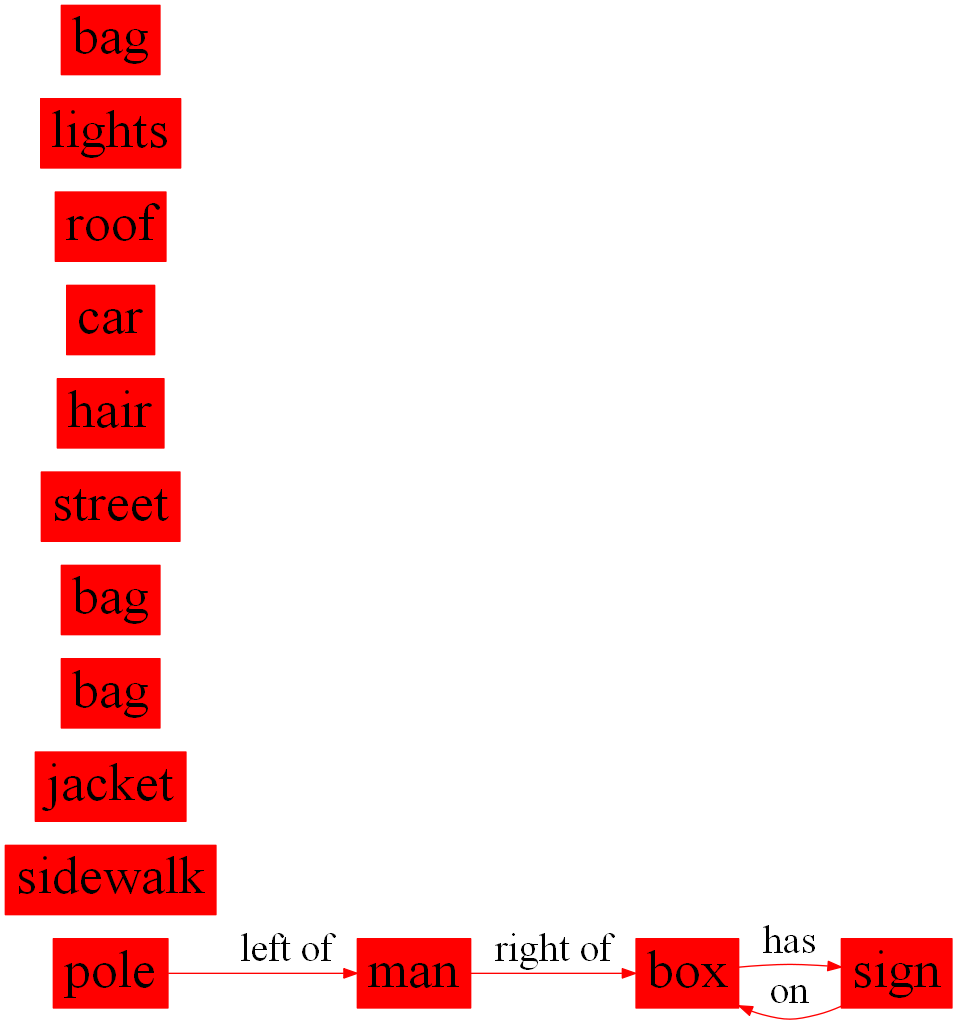 bag
lights
roof
car
hair
street
bag
bag
jacket
sidewalk
pole left of man right of box has sign
on